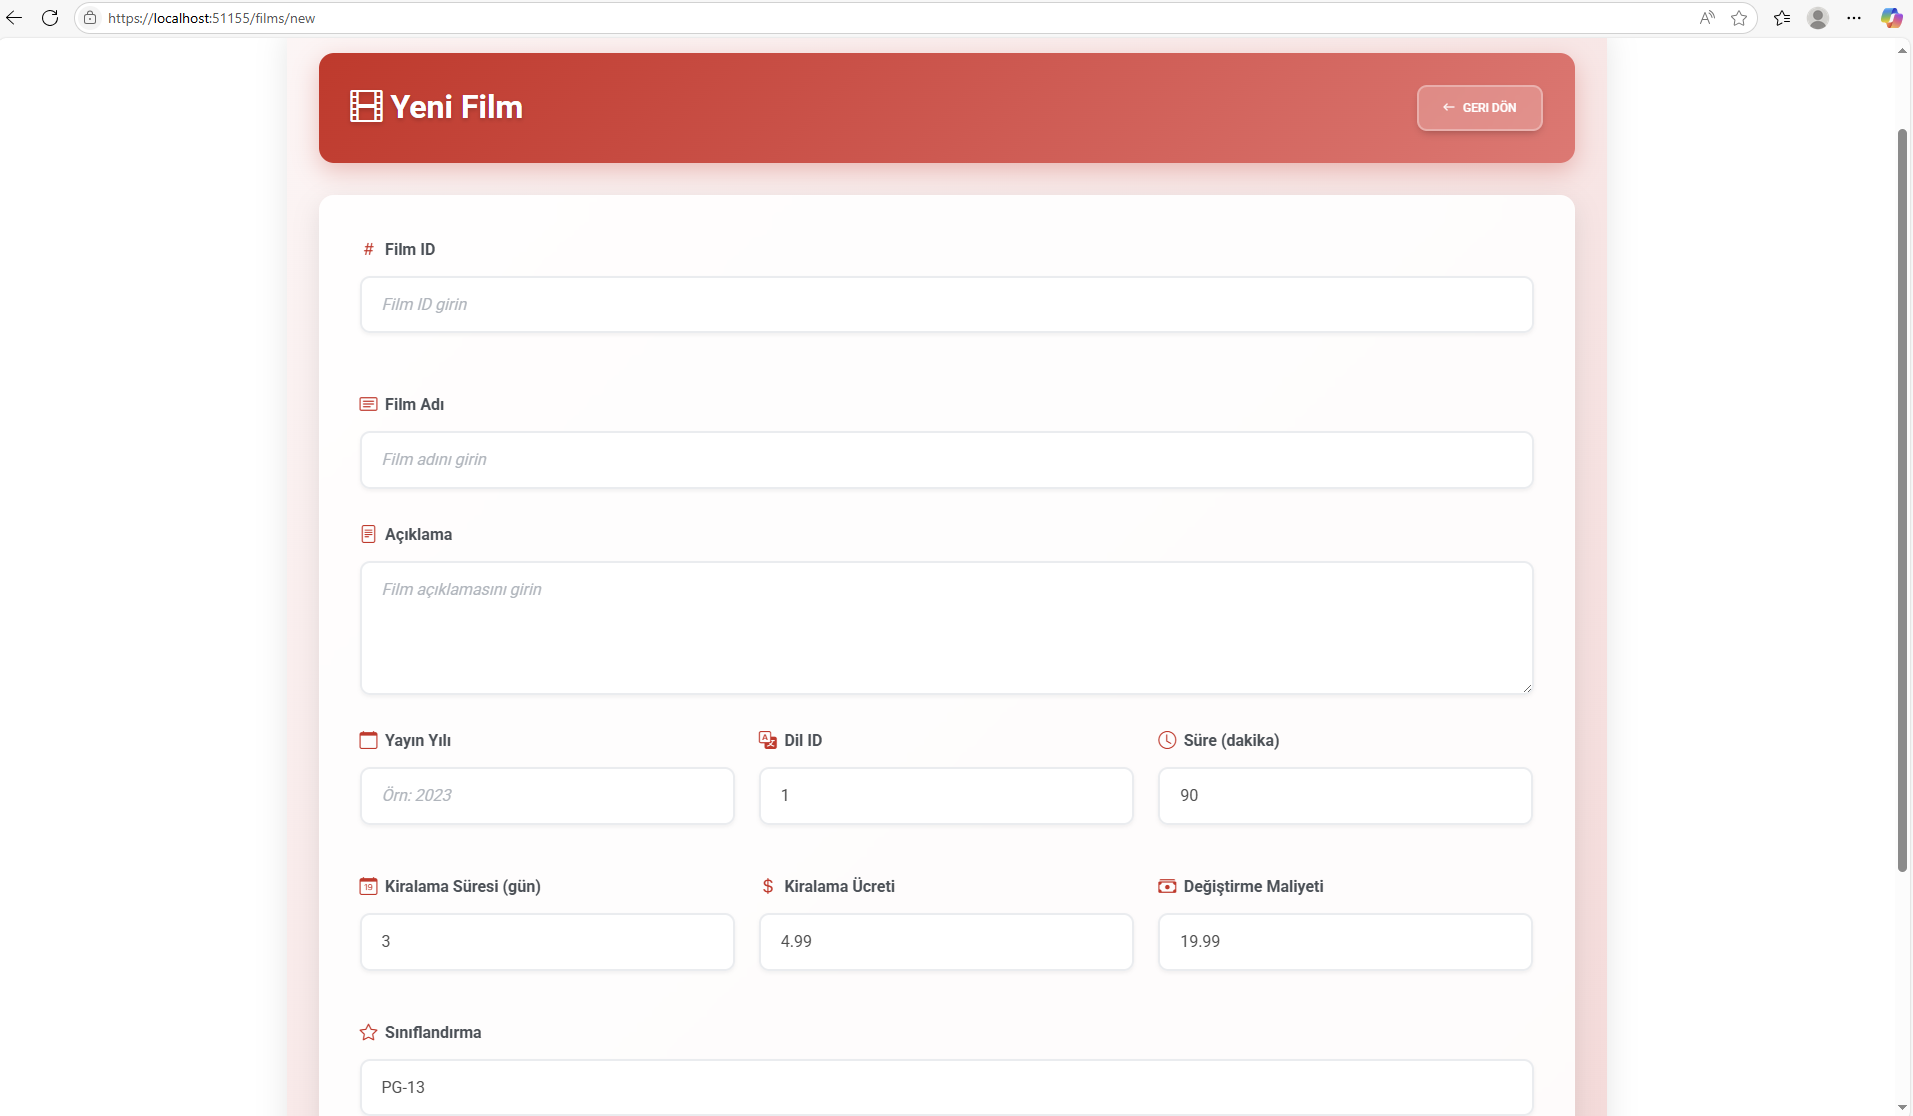 https://localhost:51155/films/new
Yeni Film
GERI DÖN
# Film ID
Film ID girin
Film Adı
Film adını girin
Açıklama
Film açıklamasını girin
Yayın Yılı
Dil ID
Süre (dakika)
Örn: 2023
1
90
19 Kiralama Süresi (gün)
$ Kiralama Ücreti
Değiştirme Maliyeti
3
4.99
19.99
Sınıflandırma
PG-13